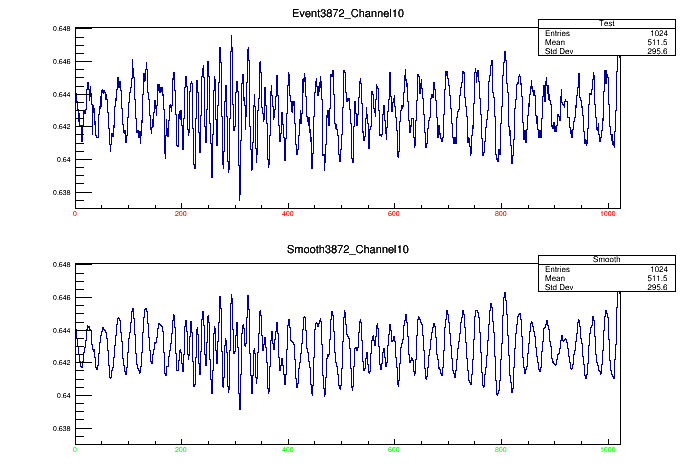 Event3872_Channel10
Test
Entries 1024
Mean 511.5
Std Dev 295.6
0.648
0.646
0.644
0.642
0.64
0.638
0 200 400 600 800 1000
Smooth3872_Channel10
Smooth
Entries 1024
Mean 511.5
Std Dev 295.6
0.648
0.646
0.644
0.642
0.64
0.638
0 200 400 600 800 1000